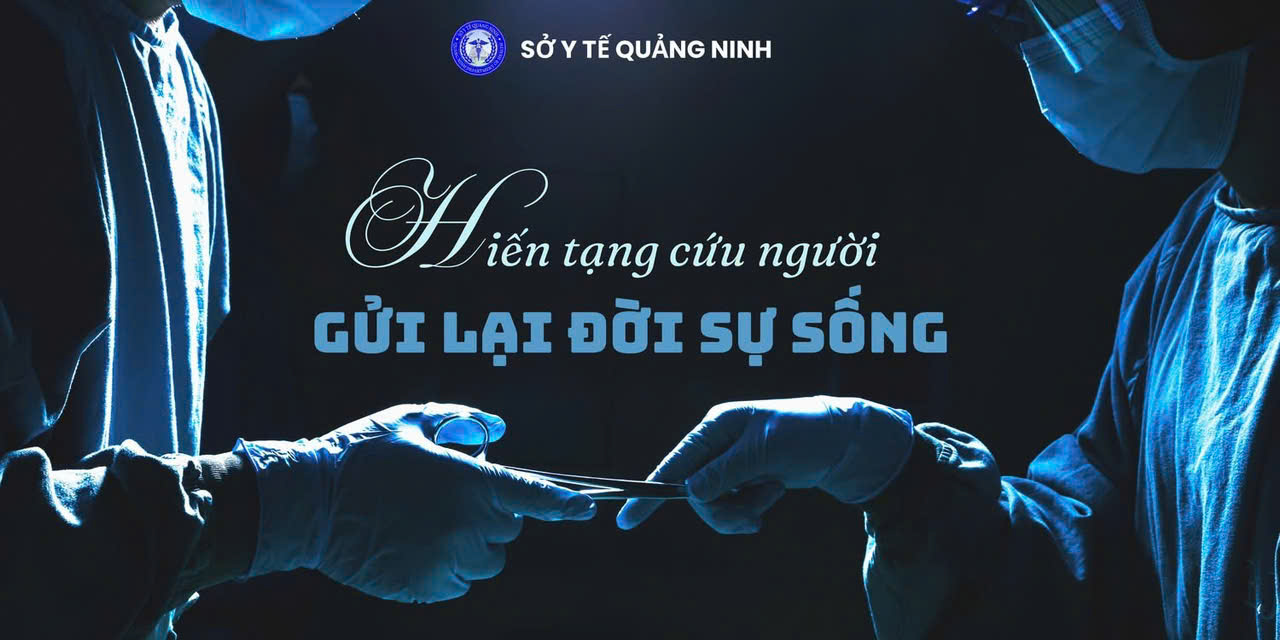 SỞ Y TẾ QUẢNG NINH
Hiến tạng cứu người
GỬI LẠI ĐỜI SỰ SỐNG